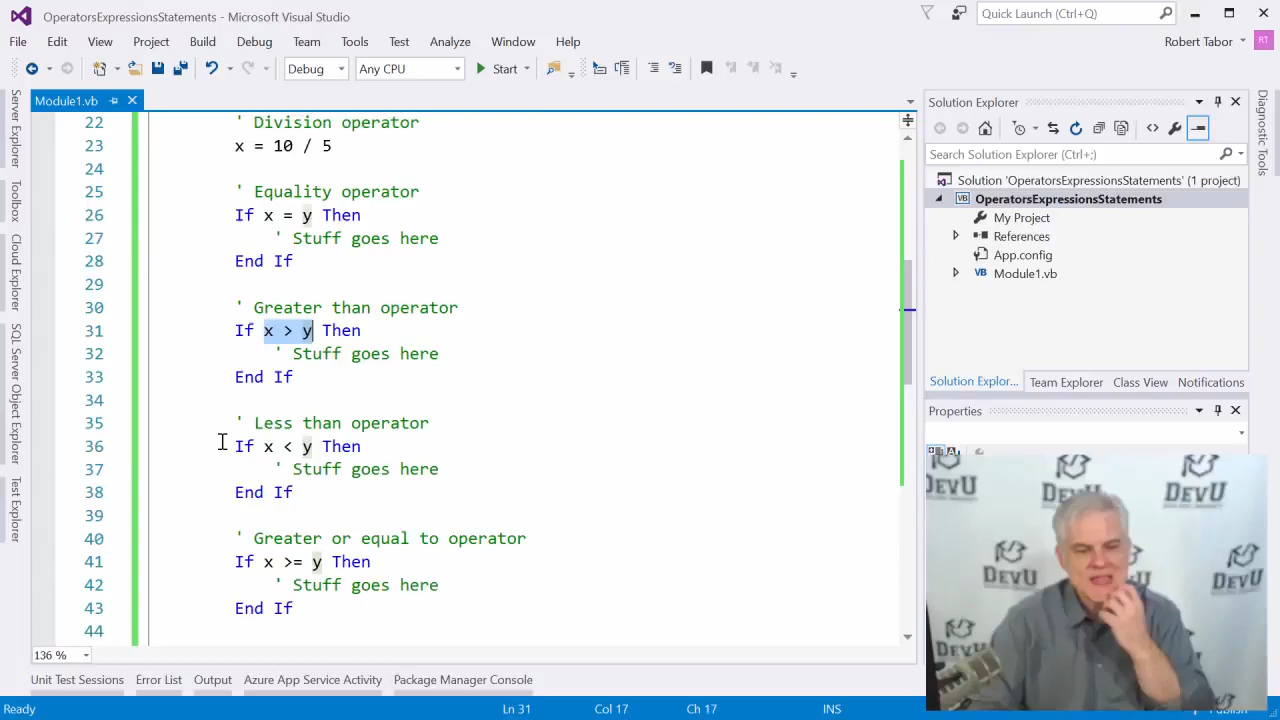 OperatorsExpressionsStatements - Microsoft Visual Studio
Quick Launch (Ctrl+Q)
File Edit View Project Build Debug Team Tools Test Analyze Window Help
Robert Tabor RT
Debug Any CPU Start
Module1.vb
Server Explorer
Toolbox
Cloud Explorer
SQL Server Object Explorer
Test Explorer
22 ' Division operator
23 x = 10 / 5
24
25 ' Equality operator
26 If x = y Then
27 ' Stuff goes here
28 End If
29
30 ' Greater than operator
31 If x > y Then
32 ' Stuff goes here
33 End If
34
35 ' Less than operator
36 If x < y Then
37 ' Stuff goes here
38 End If
39
40 ' Greater or equal to operator
41 If x >= y Then
42 ' Stuff goes here
43 End If
44
136 %
Solution Explorer
Search Solution Explorer (Ctrl+;)
Solution 'OperatorsExpressionsStatements' (1 project)
VB OperatorsExpressionsStatements
My Project
References
App.config
VB Module1.vb
Solution Explor... Team Explorer Class View Notifications
Properties
Diagnostic Tools
DEVU
DEVU
DEVU
DEVU
DEVU
Unit Test Sessions Error List Output Azure App Service Activity Package Manager Console
Ready Ln 31 Col 17 Ch 17 INS